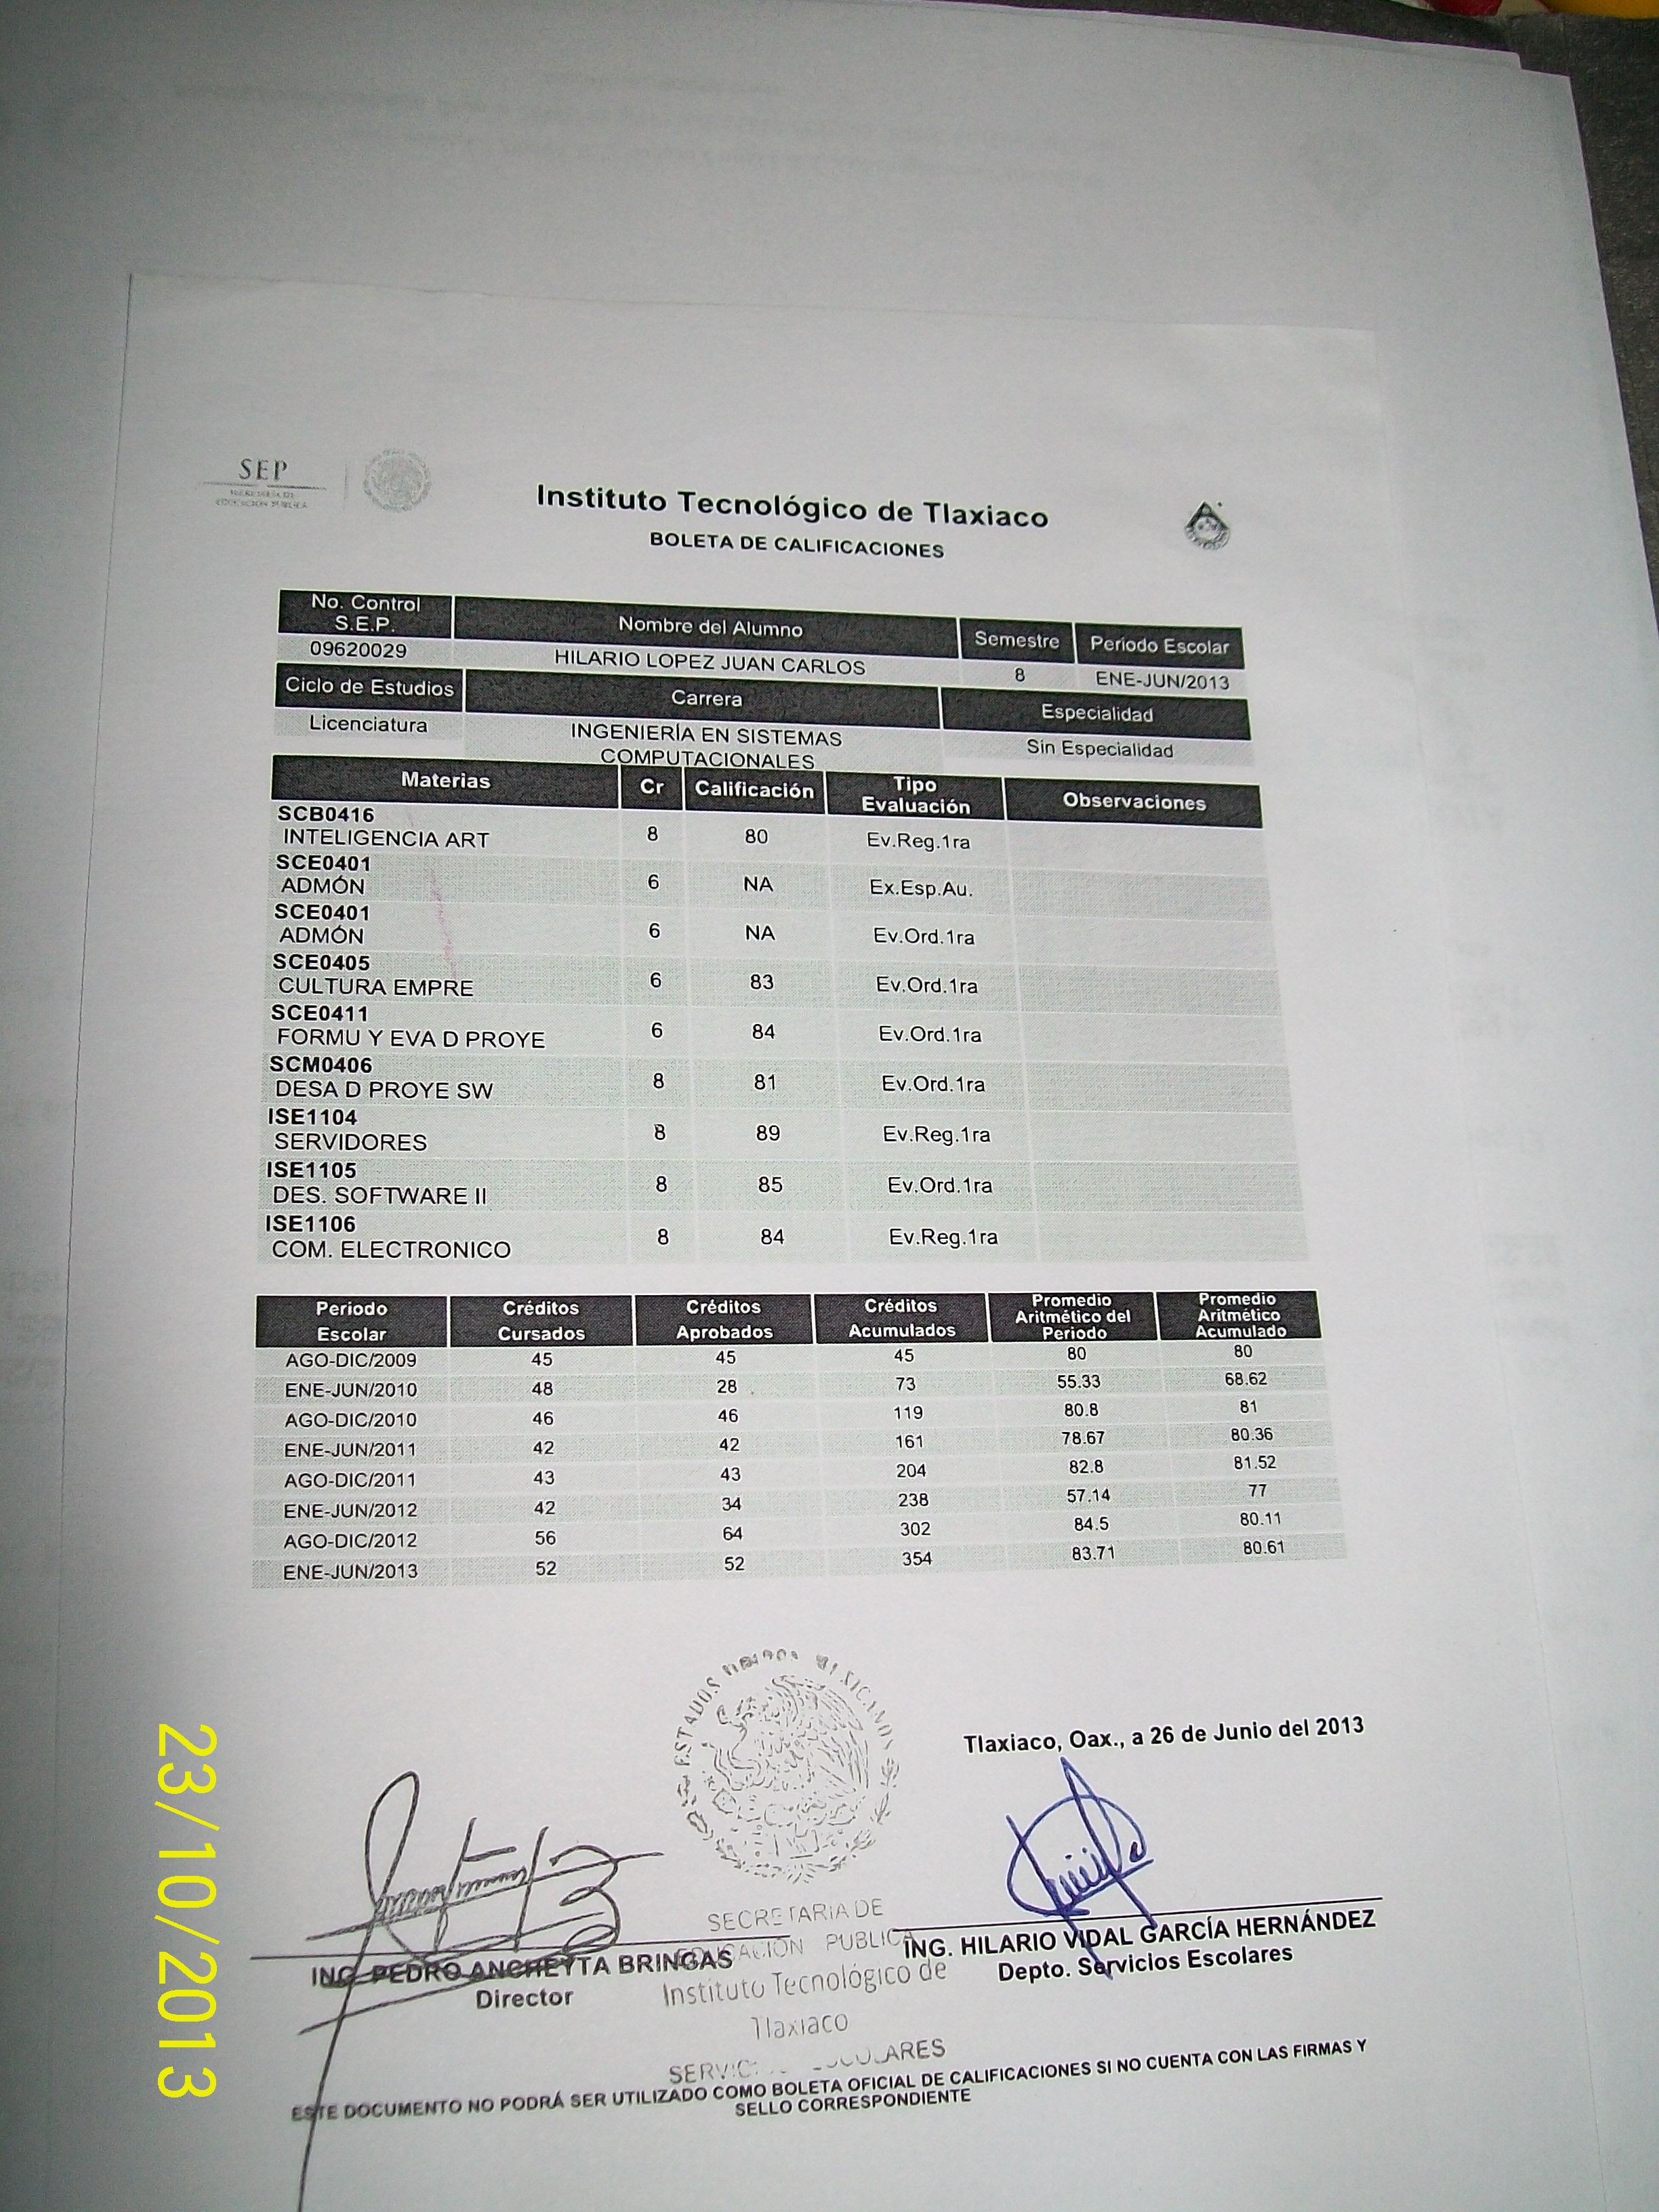 SEP
SECRETARÍA DE
EDUCACIÓN PÚBLICA
Instituto Tecnológico de Tlaxiaco
BOLETA DE CALIFICACIONES
No. Control S.E.P. Nombre del Alumno Semestre Período Escolar
09620029 HILARIO LOPEZ JUAN CARLOS 8 ENE-JUN/2013
Ciclo de Estudios Carrera Especialidad
Licenciatura INGENIERÍA EN SISTEMAS COMPUTACIONALES Sin Especialidad
Materias Cr Calificación Tipo Evaluación Observaciones
SCB0416
INTELIGENCIA ART 8 80 Ev.Reg.1ra
SCE0401
ADMÓN 6 NA Ex.Esp.Au.
SCE0401
ADMÓN 6 NA Ev.Ord.1ra
SCE0405
CULTURA EMPRE 6 83 Ev.Ord.1ra
SCE0411
FORMU Y EVA D PROYE 6 84 Ev.Ord.1ra
SCM0406
DESA D PROYE SW 8 81 Ev.Ord.1ra
ISE1104
SERVIDORES 8 89 Ev.Reg.1ra
ISE1105
DES. SOFTWARE II 8 85 Ev.Ord.1ra
ISE1106
COM. ELECTRONICO 8 84 Ev.Reg.1ra
Período Escolar Créditos Cursados Créditos Aprobados Créditos Acumulados Promedio Aritmético del Período Promedio Aritmético Acumulado
AGO-DIC/2009 45 45 45 80 80
ENE-JUN/2010 48 28 73 55.33 68.62
AGO-DIC/2010 46 46 119 80.8 81
ENE-JUN/2011 42 42 161 78.67 80.36
AGO-DIC/2011 43 43 204 82.8 81.52
ENE-JUN/2012 42 34 238 57.14 77
AGO-DIC/2012 56 64 302 84.5 80.11
ENE-JUN/2013 52 52 354 83.71 80.61
Tlaxiaco, Oax., a 26 de Junio del 2013
ESTADOS MEXICANOS
SECRETARIA DE
EDUCACION PUBLICA
Instituto Tecnológico de
Tlaxiaco
ING. PEDRO ANCHEYTA BRINGAS
Director
ING. HILARIO VIDAL GARCÍA HERNÁNDEZ
Depto. Servicios Escolares
ESTE DOCUMENTO NO PODRÁ SER UTILIZADO COMO BOLETA OFICIAL DE CALIFICACIONES SI NO CUENTA CON LAS FIRMAS Y
SELLO CORRESPONDIENTE
23/10/2013